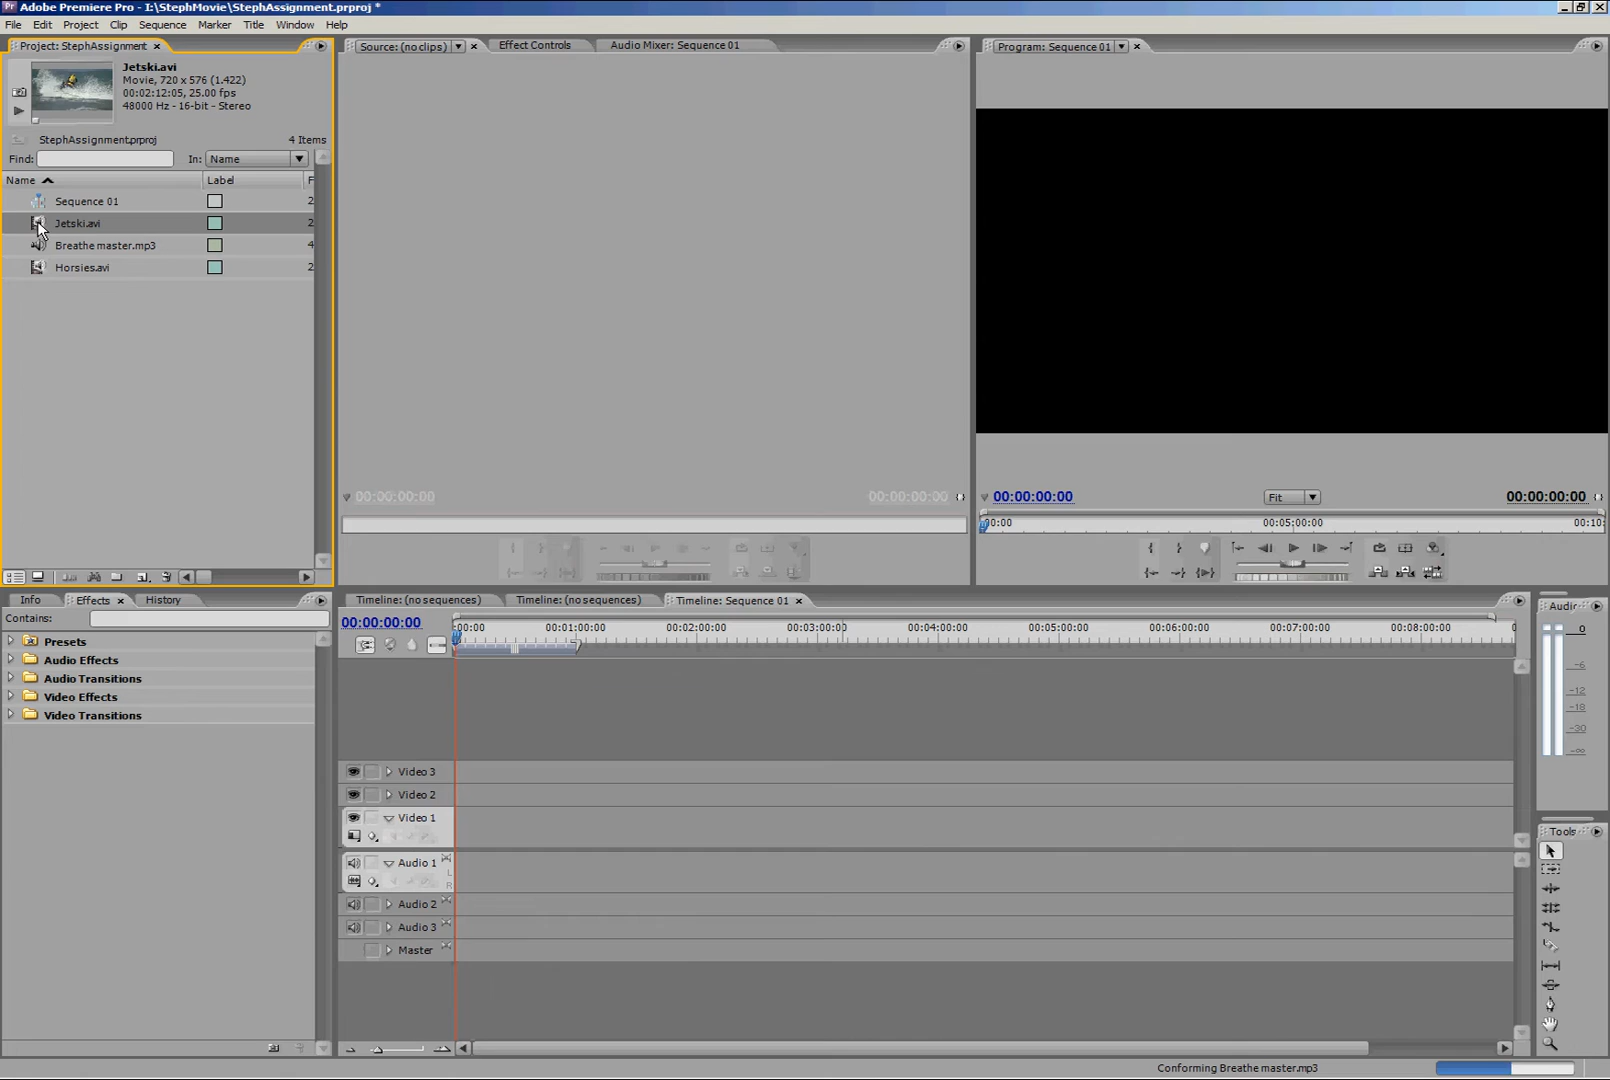 Adobe Premiere Pro - I:\StephMovie\StephAssignment.prproj *
File Edit Project Clip Sequence Marker Title Window Help
Project: StephAssignment
Jetski.avi
Movie, 720 x 576 (1.422)
00:02:12:05, 25.00 fps
48000 Hz - 16-bit - Stereo
StephAssignment.prproj 4 Items
Find: In: Name
Name Label F
Sequence 01 2
Jetski.avi 2
Breathe master.mp3 4
Horsies.avi 2
Source: (no clips) Effect Controls Audio Mixer: Sequence 01
00:00:00:00 00:00:00:00
Program: Sequence 01
00:00:00:00 Fit 00:00:00:00
00:00 00:05:00:00 00:10:
Info Effects History
Contains:
Presets
Audio Effects
Audio Transitions
Video Effects
Video Transitions
Timeline: (no sequences) Timeline: (no sequences) Timeline: Sequence 01
00:00:00:00 :00:00 00:01:00:00 00:02:00:00 00:03:00:00 00:04:00:00 00:05:00:00 00:06:00:00 00:07:00:00 00:08:00:00 0
Video 3
Video 2
Video 1
Audio 1
L
R
Audio 2
Audio 3
Master
Audio
0
-6
-12
-18
-30
-∞
Tools
Conforming Breathe master.mp3